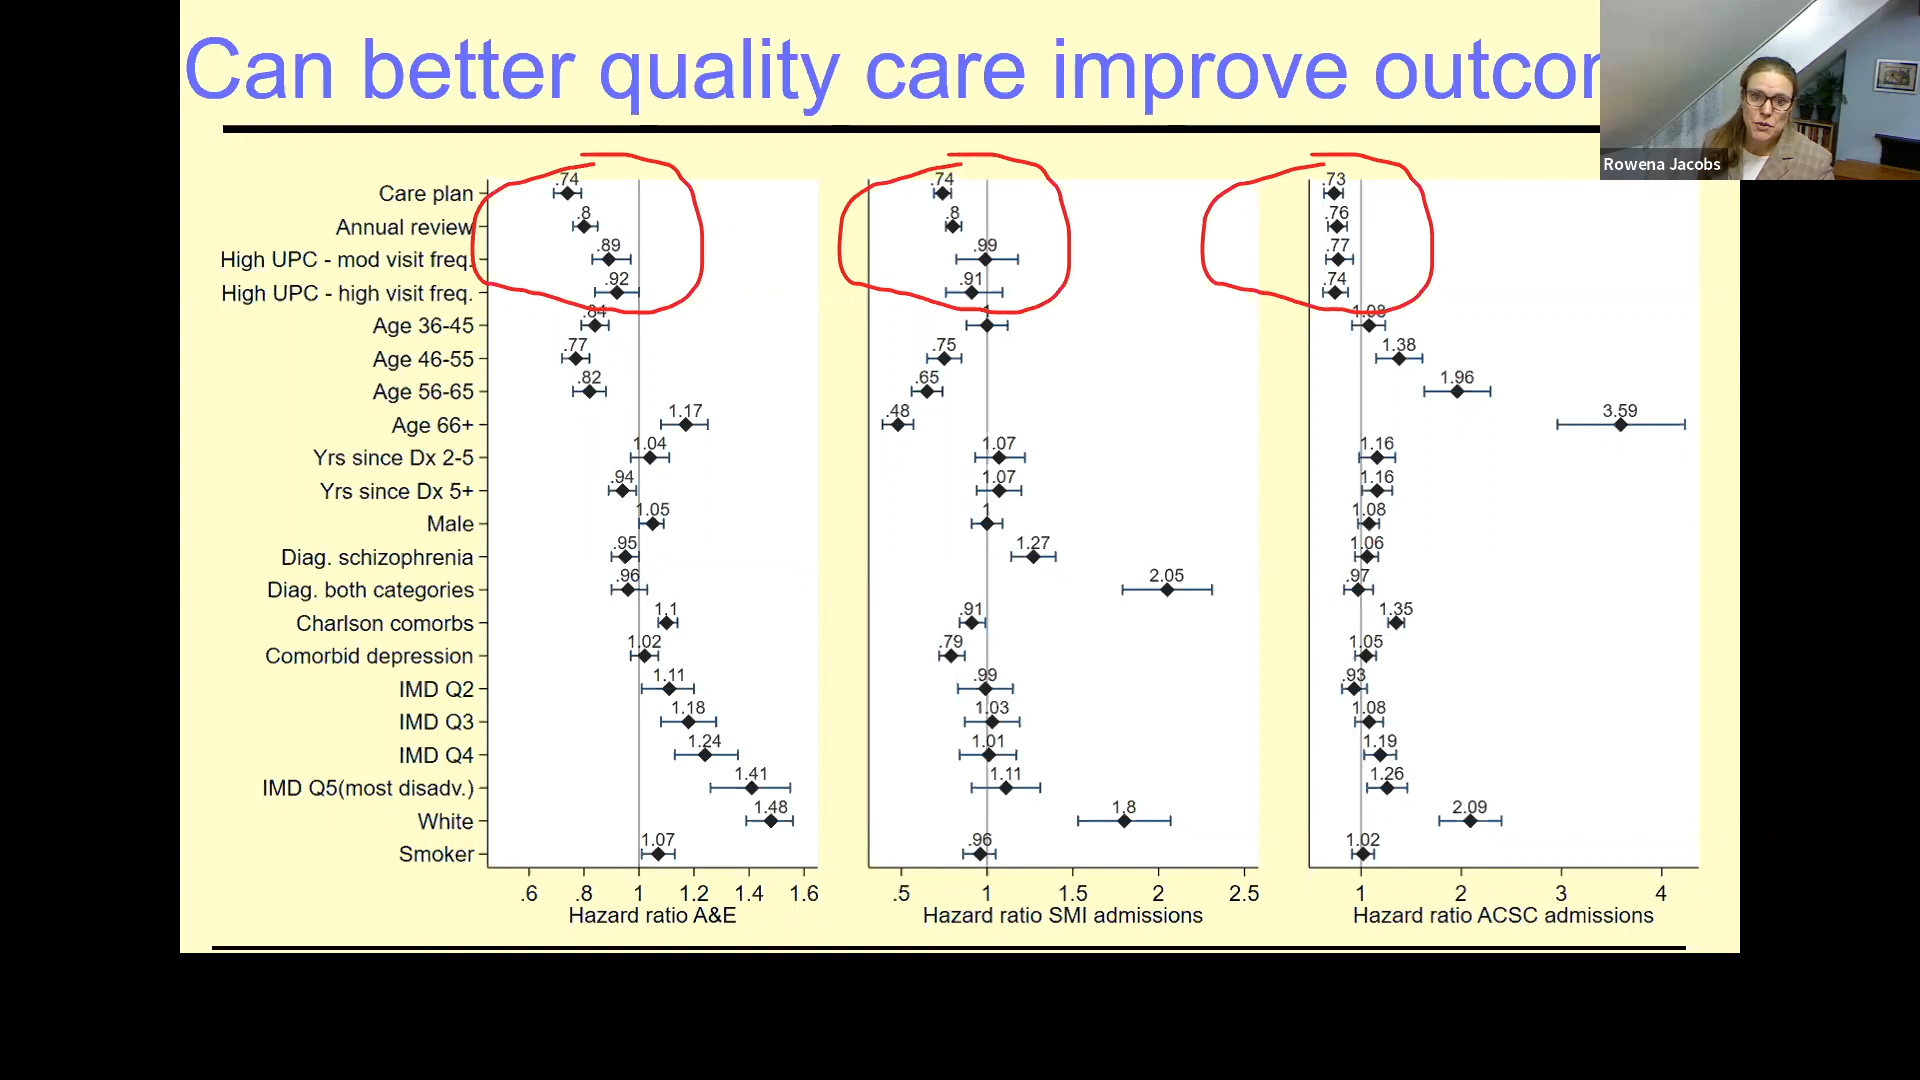 Can better quality care improve outcom
Rowena Jacobs
Care plan
Annual review
High UPC - mod visit freq.
High UPC - high visit freq.
Age 36-45
Age 46-55
Age 56-65
Age 66+
Yrs since Dx 2-5
Yrs since Dx 5+
Male
Diag. schizophrenia
Diag. both categories
Charlson comorbs
Comorbid depression
IMD Q2
IMD Q3
IMD Q4
IMD Q5(most disadv.)
White
Smoker
.74
.8
.89
.92
.84
.77
.82
1.17
1.04
.94
1.05
.95
.96
1.1
1.02
1.11
1.18
1.24
1.41
1.48
1.07
.6 .8 1 1.2 1.4 1.6
Hazard ratio A&E
.74
.8
.99
.91
1
.75
.65
.48
1.07
1.07
1
1.27
2.05
.91
.79
.99
1.03
1.01
1.11
1.8
.96
.5 1 1.5 2 2.5
Hazard ratio SMI admissions
.73
.76
.77
.74
1.08
1.38
1.96
3.59
1.16
1.16
1.08
1.06
.97
1.35
1.05
.93
1.08
1.19
1.26
2.09
1.02
1 2 3 4
Hazard ratio ACSC admissions